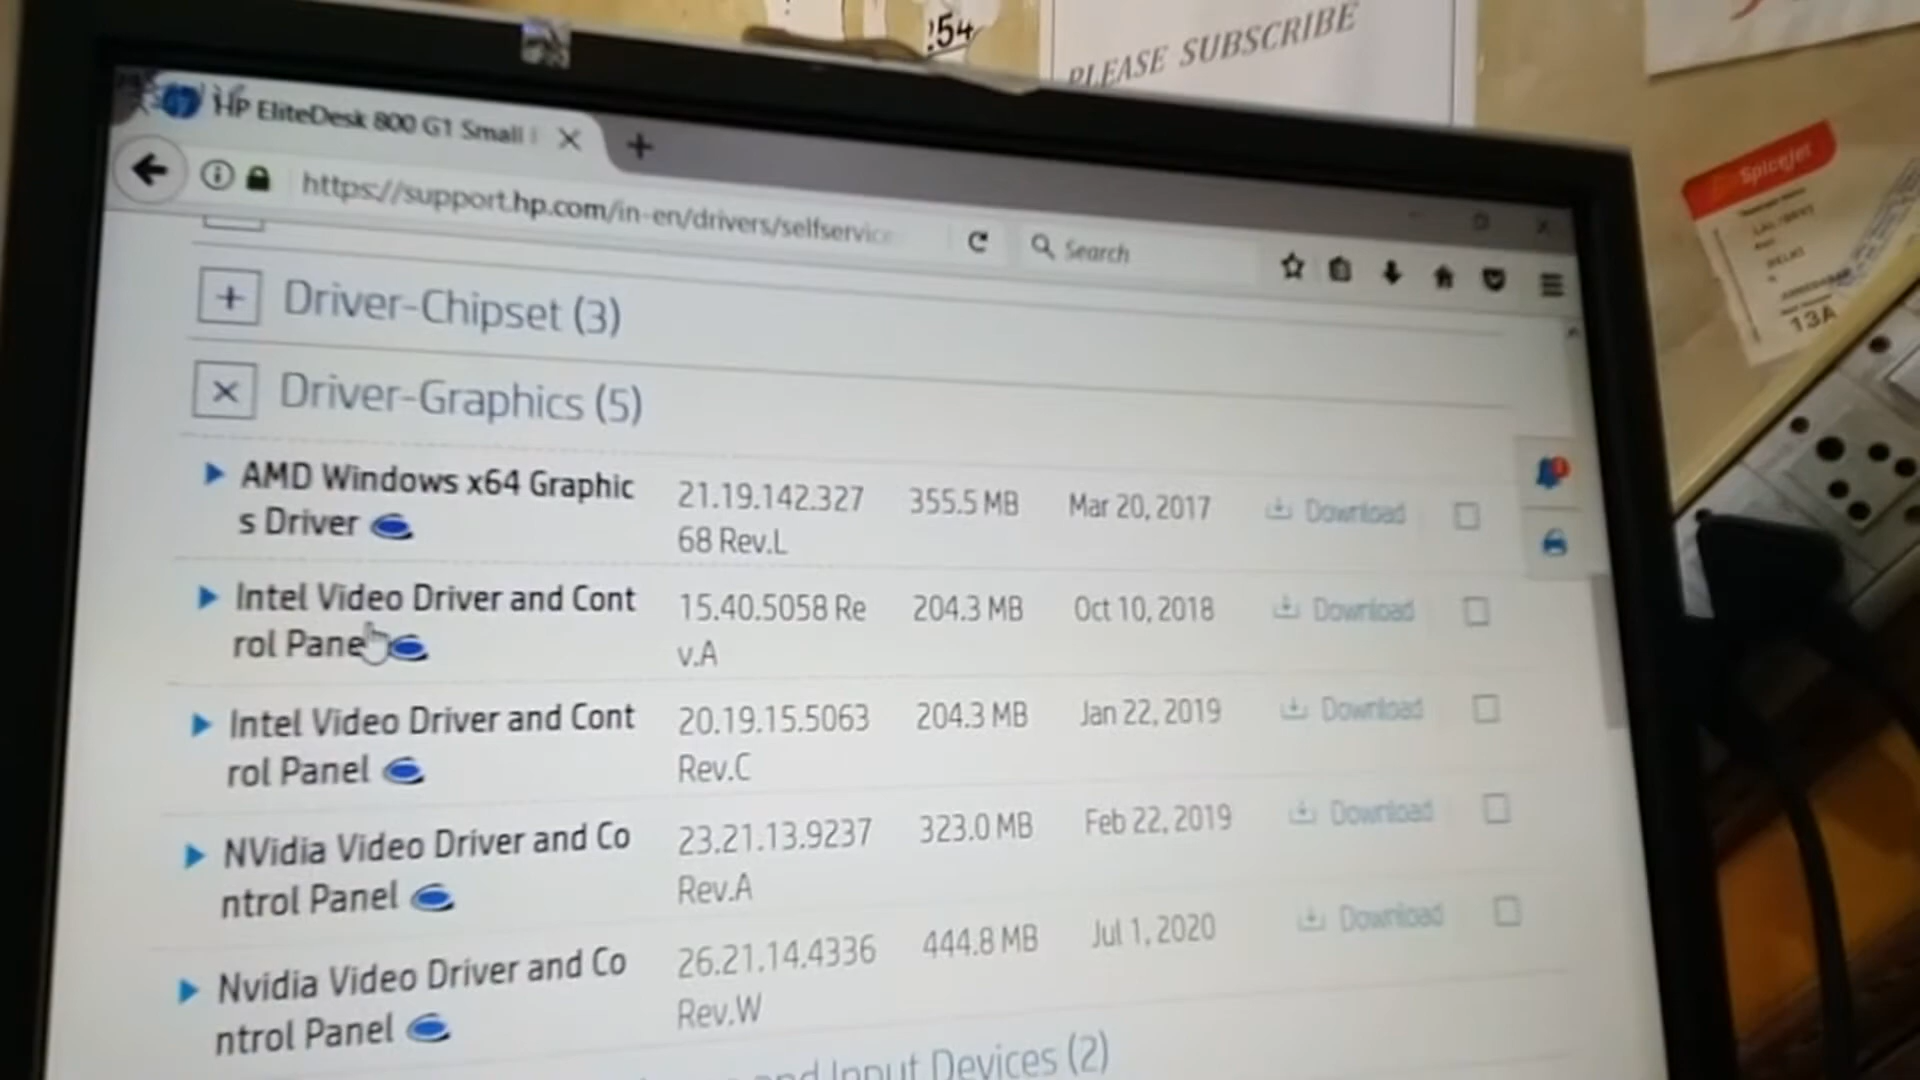 :54
PLEASE SUBSCRIBE
HP EliteDesk 800 G1 Small
https://support.hp.com/in-en/drivers/selfservice
Search
SpiceJet
13A
Driver-Chipset (3)
Driver-Graphics (5)
AMD Windows x64 Graphic
s Driver
21.19.142.327
68 Rev.L
355.5 MB
Mar 20, 2017
Download
Intel Video Driver and Cont
rol Pane
15.40.5058 Re
v.A
204.3 MB
Oct 10, 2018
Download
Intel Video Driver and Cont
rol Panel
20.19.15.5063
Rev.C
204.3 MB
Jan 22, 2019
Download
NVidia Video Driver and Co
ntrol Panel
23.21.13.9237
Rev.A
323.0 MB
Feb 22, 2019
Download
Nvidia Video Driver and Co
ntrol Panel
26.21.14.4336
Rev.W
444.8 MB
Jul 1, 2020
Download
and Input Devices (2)